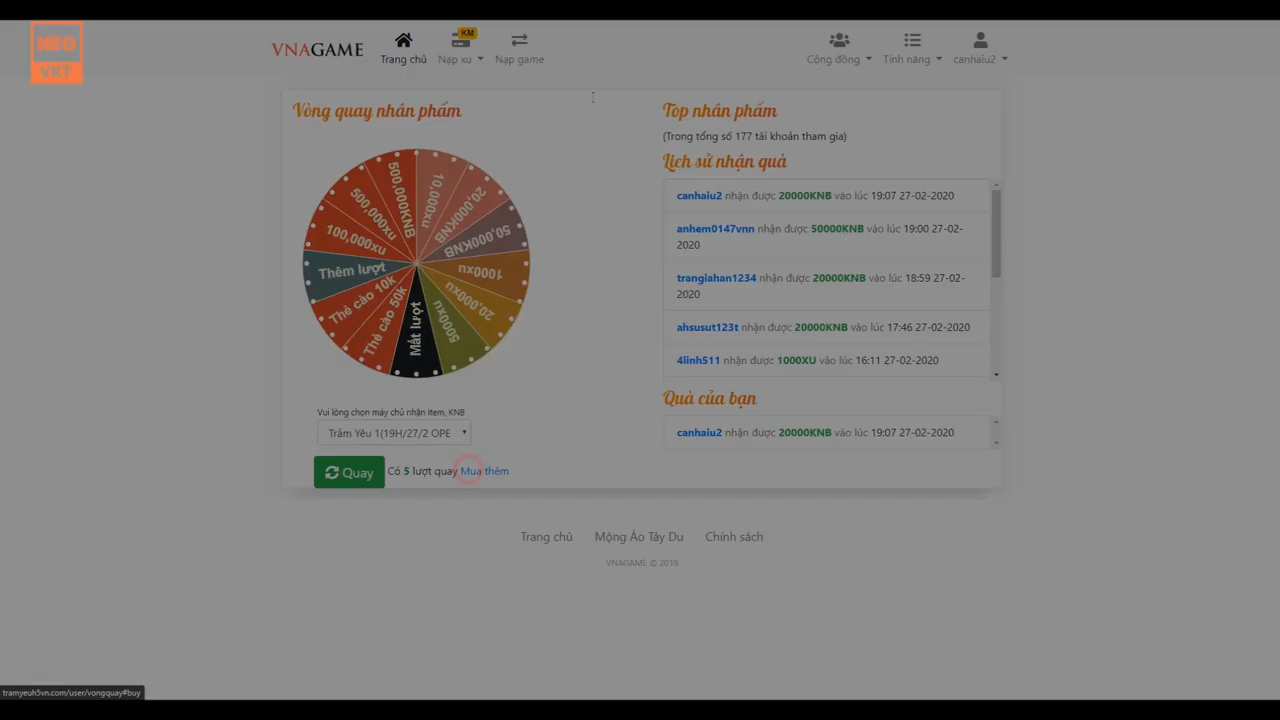 NEO
VKT
VNAGAME
Trang chủ
KM
Nạp xu
Nạp game
Cộng đồng
Tính năng
canhaiu2
Vòng quay nhân phẩm
500,000KNB
10,000xu
20,000KNB
50,000KNB
1000xu
20,000xu
5000xu
Mất lượt
Thẻ cào 50k
Thẻ cào 10k
Thêm lượt
100,000xu
500,000xu
Vui lòng chọn máy chủ nhận item, KNB
Trảm Yêu 1(19H/27/2 OPE
Quay
Có 5 lượt quay Mua thêm
Top nhân phẩm
(Trong tổng số 177 tài khoản tham gia)
Lịch sử nhận quà
canhaiu2 nhận được 20000KNB vào lúc 19:07 27-02-2020
anhem0147vnn nhận được 50000KNB vào lúc 19:00 27-02-
2020
trangiahan1234 nhận được 20000KNB vào lúc 18:59 27-02-
2020
ahsusut123t nhận được 20000KNB vào lúc 17:46 27-02-2020
4linh511 nhận được 1000XU vào lúc 16:11 27-02-2020
Quà của bạn
canhaiu2 nhận được 20000KNB vào lúc 19:07 27-02-2020
Trang chủ
Mộng Ảo Tây Du
Chính sách
VNAGAME © 2019
tramyeuh5vn.com/user/vongquay#buy